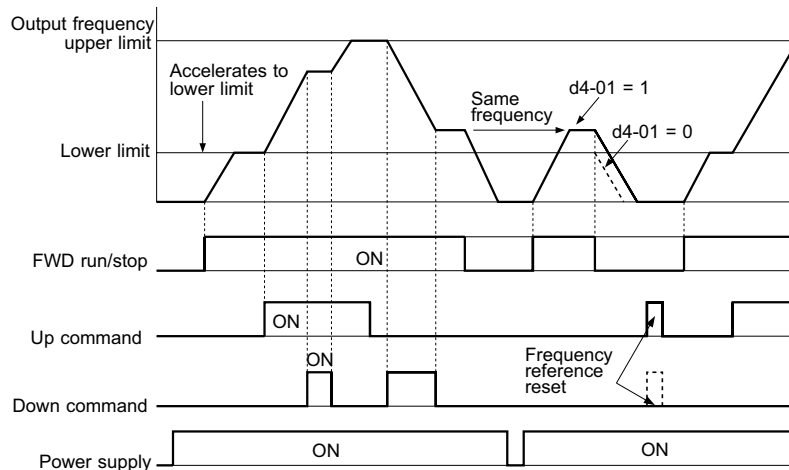 Output frequency
upper limit
Accelerates to
lower limit
Same
frequency
d4-01 = 1
d4-01 = 0
Lower limit
FWD run/stop
ON
Up command
ON
ON
Frequency
reference
reset
Down command
Power supply
ON
ON